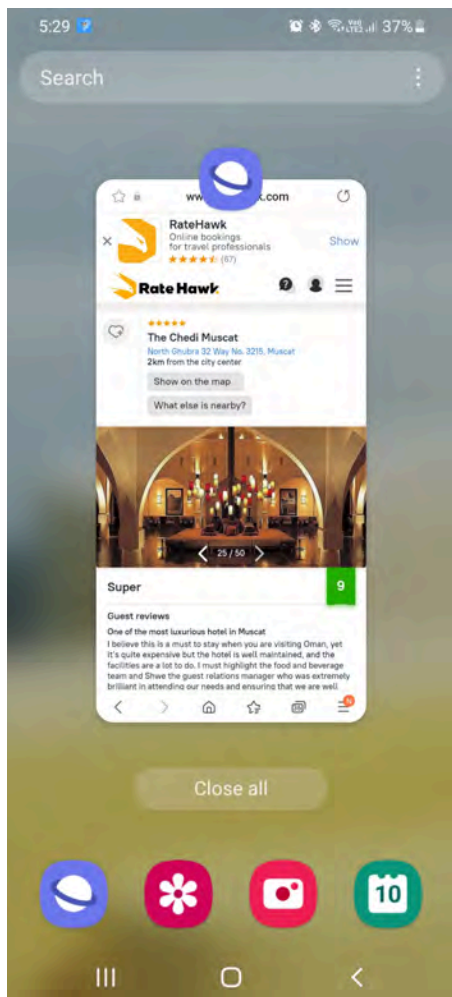 5:29
37%
Search
www
k.com
RateHawk
Online bookings
for travel professionals
(67)
Show
Rate Hawk
The Chedi Muscat
North Ghubra 32 Way No. 3215, Muscat
2km from the city center
Show on the map
What else is nearby?
25 / 50
Super
9
Guest reviews
One of the most luxurious hotel in Muscat
I believe this is a must to stay when you are visiting Oman, yet
it's quite expensive but the hotel is well maintained, and the
facilities are a lot to do. I must highlight the food and beverage
team and Shwe the guest relations manager who was extremely
brilliant in attending our needs and ensuring that we are well
Close all
10